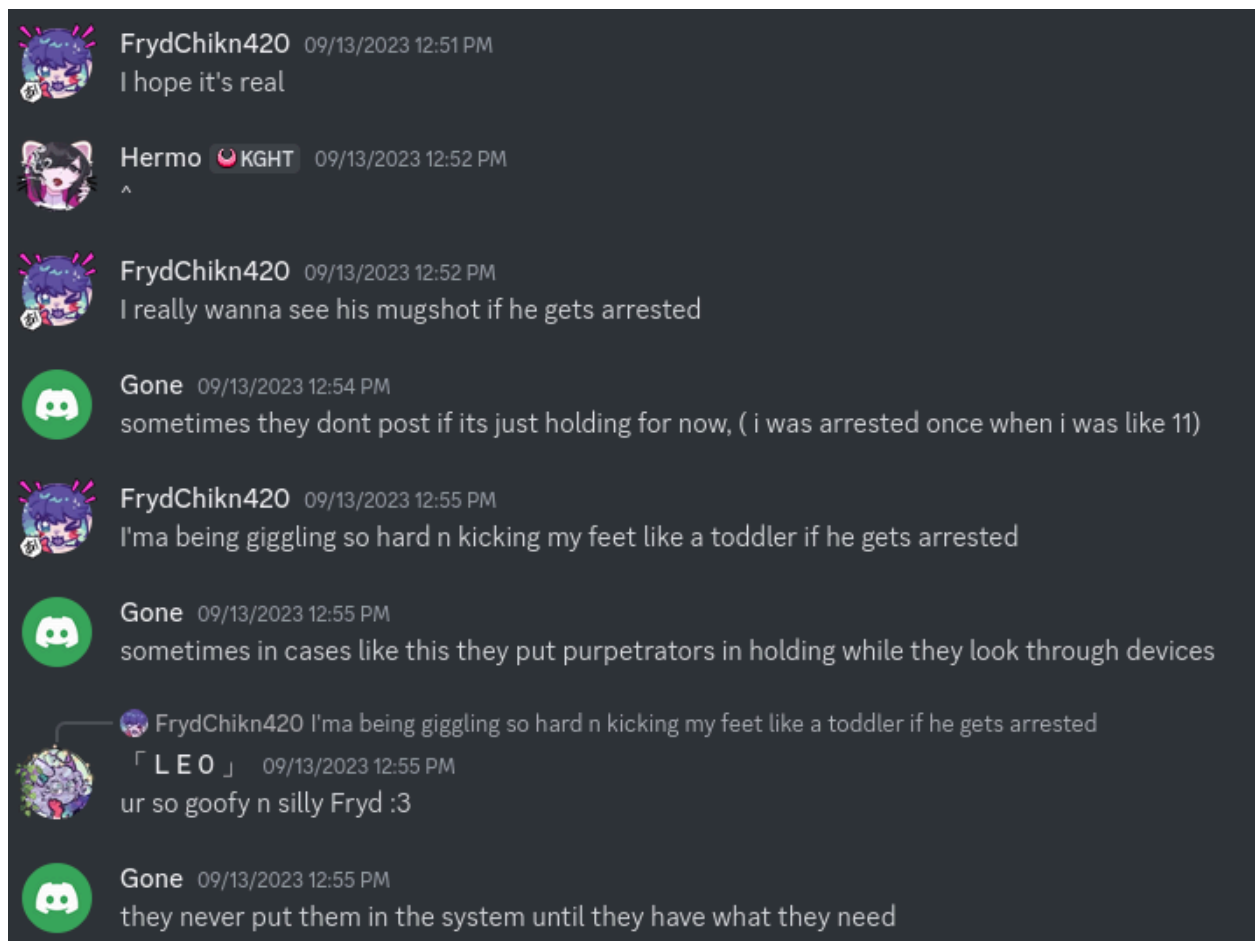 FrydChikn420 09/13/2023 12:51 PM
I hope it's real
Hermo KGHT 09/13/2023 12:52 PM
^
FrydChikn420 09/13/2023 12:52 PM
I really wanna see his mugshot if he gets arrested
Gone 09/13/2023 12:54 PM
sometimes they dont post if its just holding for now, ( i was arrested once when i was like 11)
FrydChikn420 09/13/2023 12:55 PM
I'ma being giggling so hard n kicking my feet like a toddler if he gets arrested
Gone 09/13/2023 12:55 PM
sometimes in cases like this they put purpetrators in holding while they look through devices
FrydChikn420 I'ma being giggling so hard n kicking my feet like a toddler if he gets arrested
「 L E O 」 09/13/2023 12:55 PM
ur so goofy n silly Fryd :3
Gone 09/13/2023 12:55 PM
they never put them in the system until they have what they need